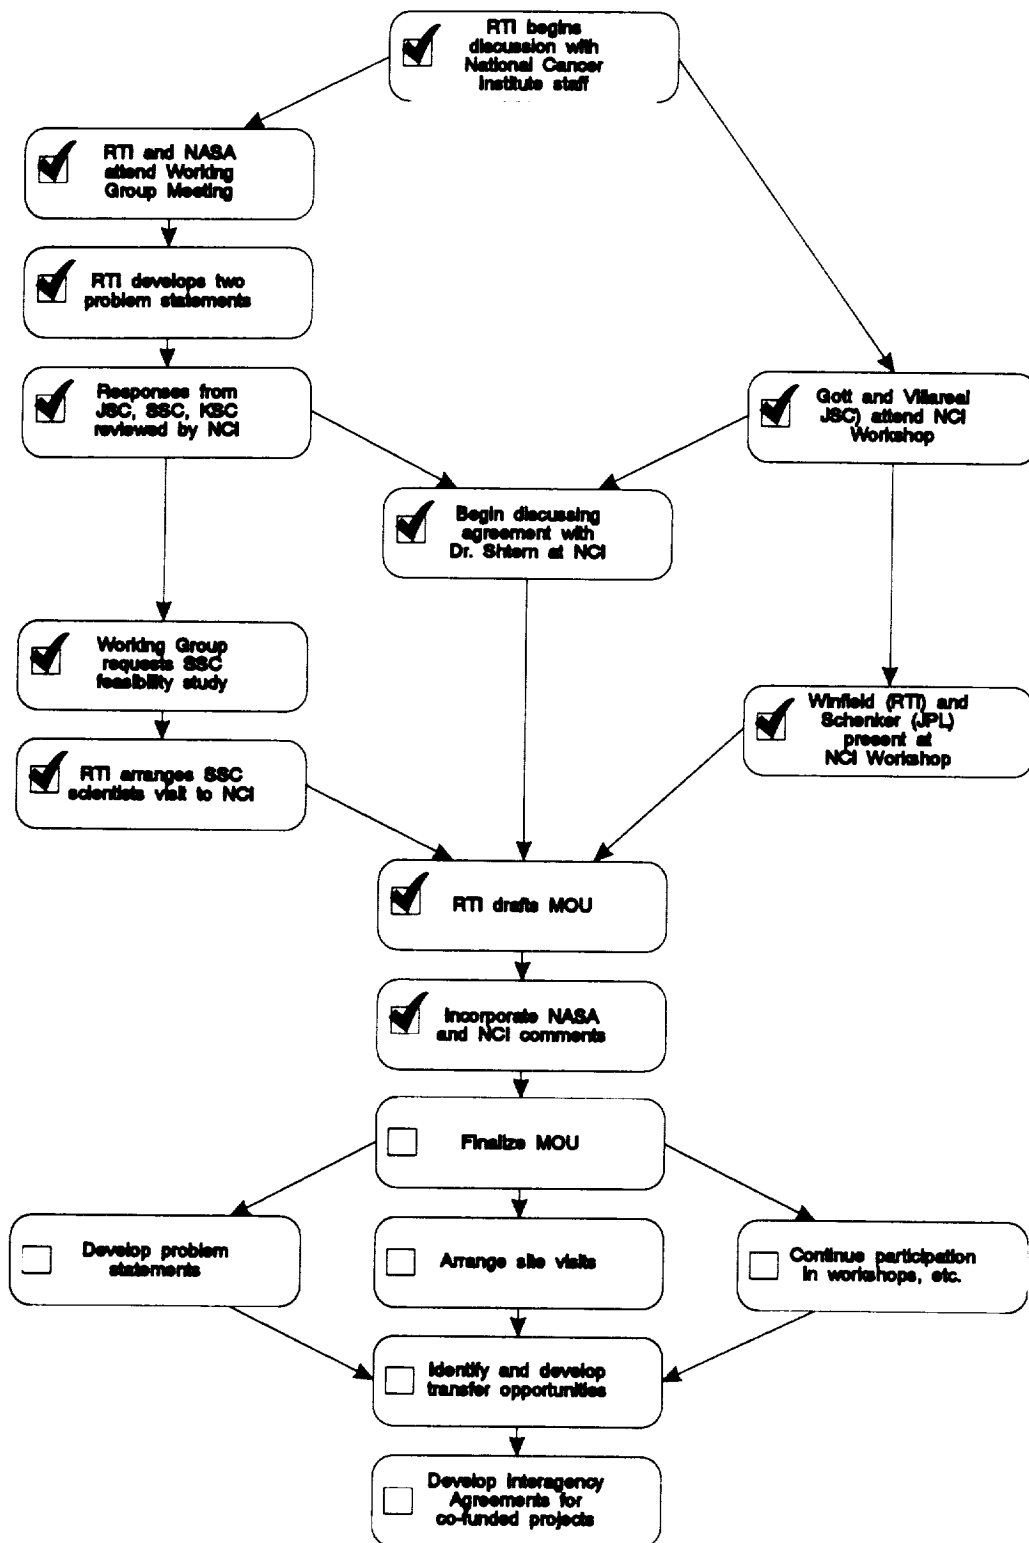 RTI begins
discussion with
National Cancer
Institute staff
RTI and NASA
attend Working
Group Meeting
RTI develops two
problem statements
Responses from
JSC, SSC, KSC
reviewed by NCI
Gott and Villareal
JSC) attend NCI
Workshop
Begin discussing
agreement with
Dr. Shtern at NCI
Working Group
requests SSC
feasibility study
Winfield (RTI) and
Schenker (JPL)
present at
NCI Workshop
RTI arranges SSC
scientists visit to NCI
RTI drafts MOU
Incorporate NASA
and NCI comments
Finalize MOU
Develop problem
statements
Arrange site visits
Continue participation
in workshops, etc.
Identify and develop
transfer opportunities
Develop Interagency
Agreements for
co-funded projects